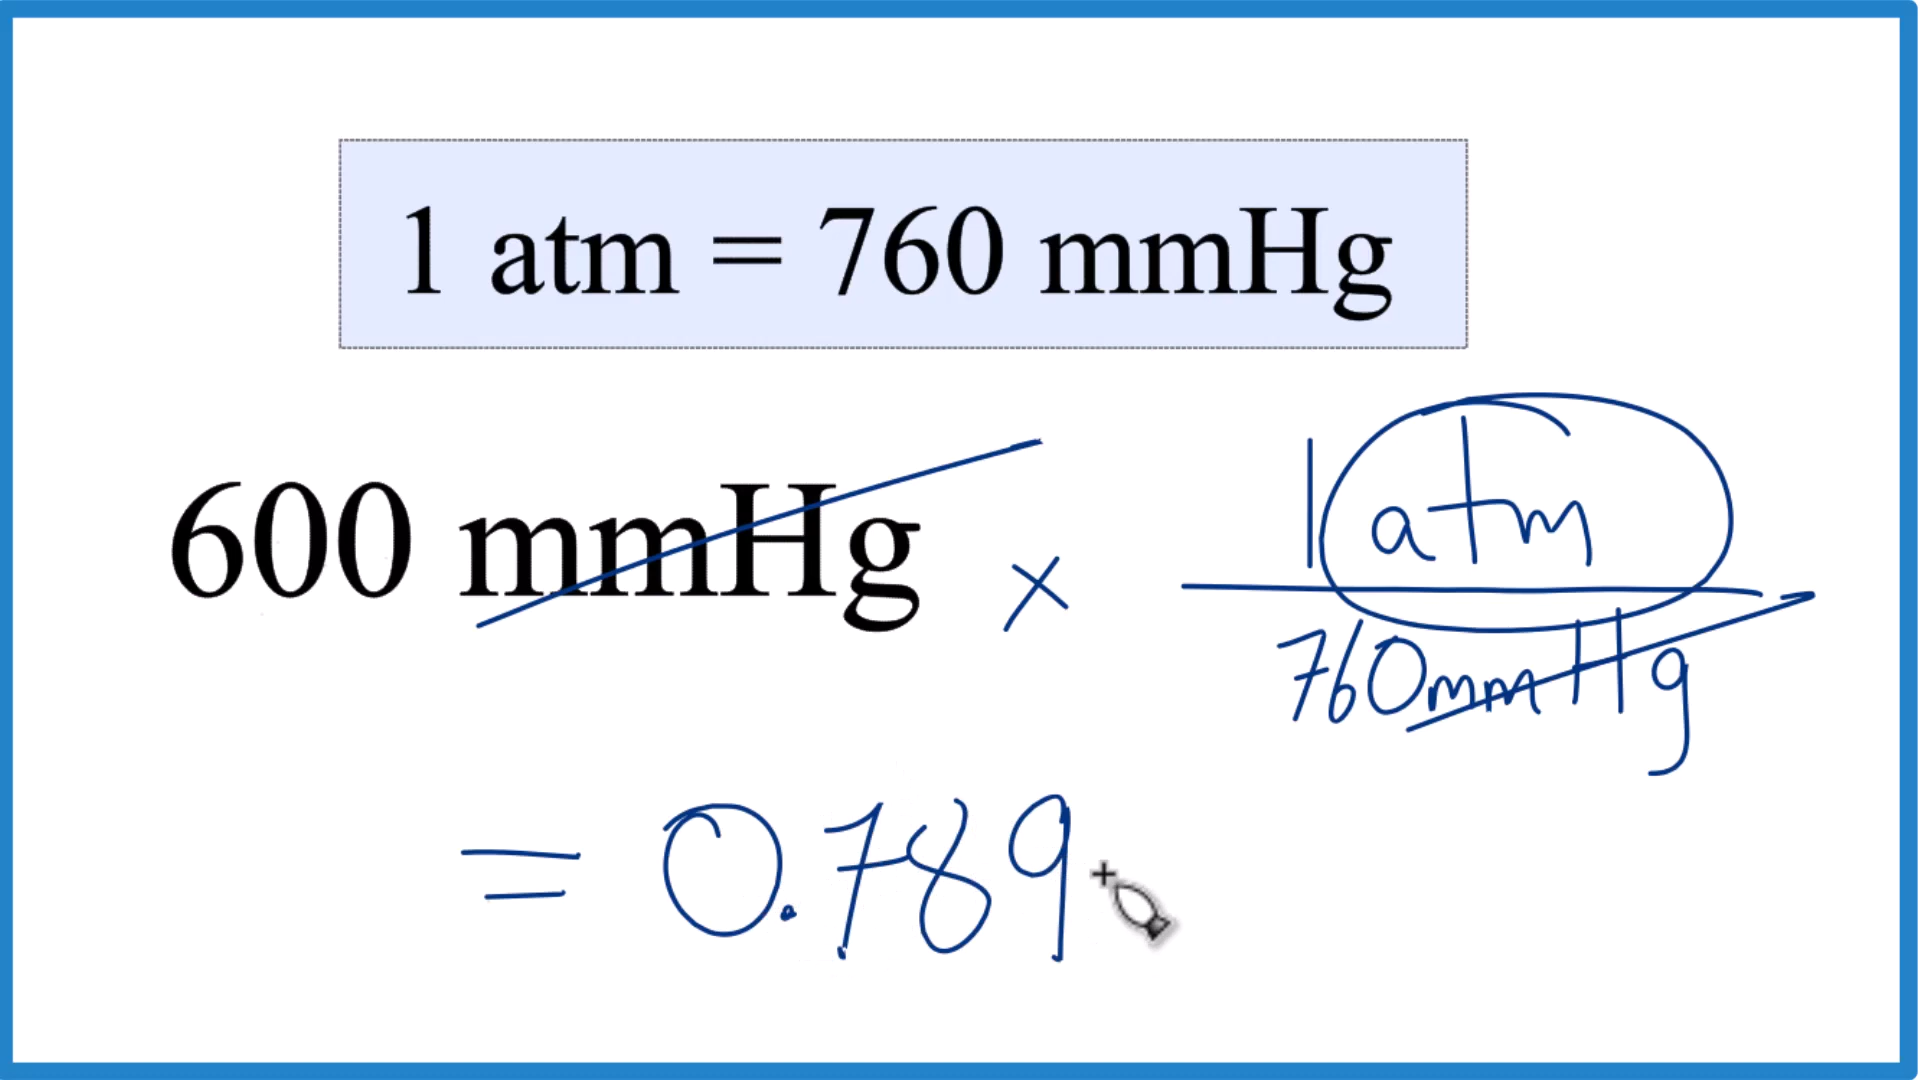 1 atm = 760 mmHg
600 mmHg × 1 atm
760 mmHg
= 0.789